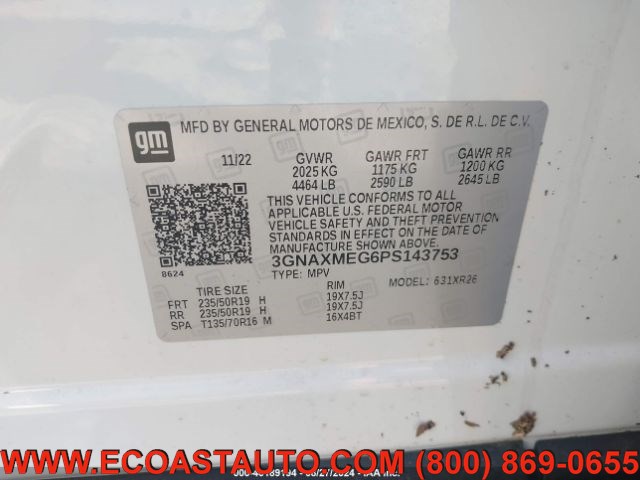 gm
MFD BY GENERAL MOTORS DE MEXICO, S. DE R.L. DE C.V.
11/22 GVWR GAWR FRT GAWR RR
2025 KG 1175 KG 1200 KG
4464 LB 2590 LB 2645 LB
THIS VEHICLE CONFORMS TO ALL
APPLICABLE U.S. FEDERAL MOTOR
VEHICLE SAFETY AND THEFT PREVENTION
STANDARDS IN EFFECT ON THE DATE OF
MANUFACTURE SHOWN ABOVE.
8624
3GNAXMEG6PS143753
TYPE: MPV MODEL: 631XR26
TIRE SIZE RIM
FRT 235/50R19 H 19X7.5J
RR 235/50R19 H 19X7.5J
SPA T135/70R16 M 16X4BT
WWW.ECOASTAUTO.COM (800) 869-0655